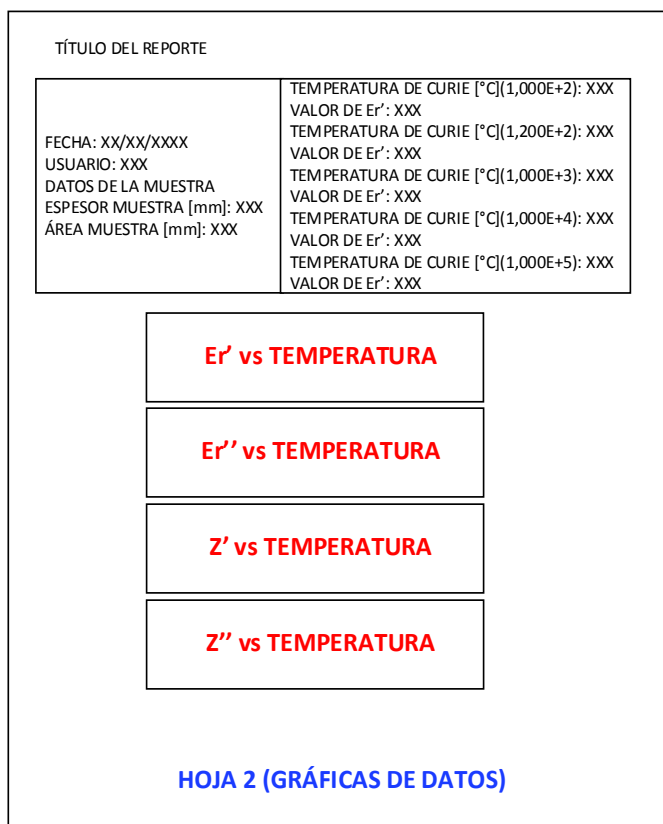 TÍTULO DEL REPORTE
FECHA: XX/XX/XXXX
USUARIO: XXX
DATOS DE LA MUESTRA
ESPESOR MUESTRA [mm]: XXX
ÁREA MUESTRA [mm]: XXX
TEMPERATURA DE CURIE [°C](1,000E+2): XXX
VALOR DE Er’: XXX
TEMPERATURA DE CURIE [°C](1,200E+2): XXX
VALOR DE Er’: XXX
TEMPERATURA DE CURIE [°C](1,000E+3): XXX
VALOR DE Er’: XXX
TEMPERATURA DE CURIE [°C](1,000E+4): XXX
VALOR DE Er’: XXX
TEMPERATURA DE CURIE [°C](1,000E+5): XXX
VALOR DE Er’: XXX
Er’ vs TEMPERATURA
Er’’ vs TEMPERATURA
Z’ vs TEMPERATURA
Z’’ vs TEMPERATURA
HOJA 2 (GRÁFICAS DE DATOS)